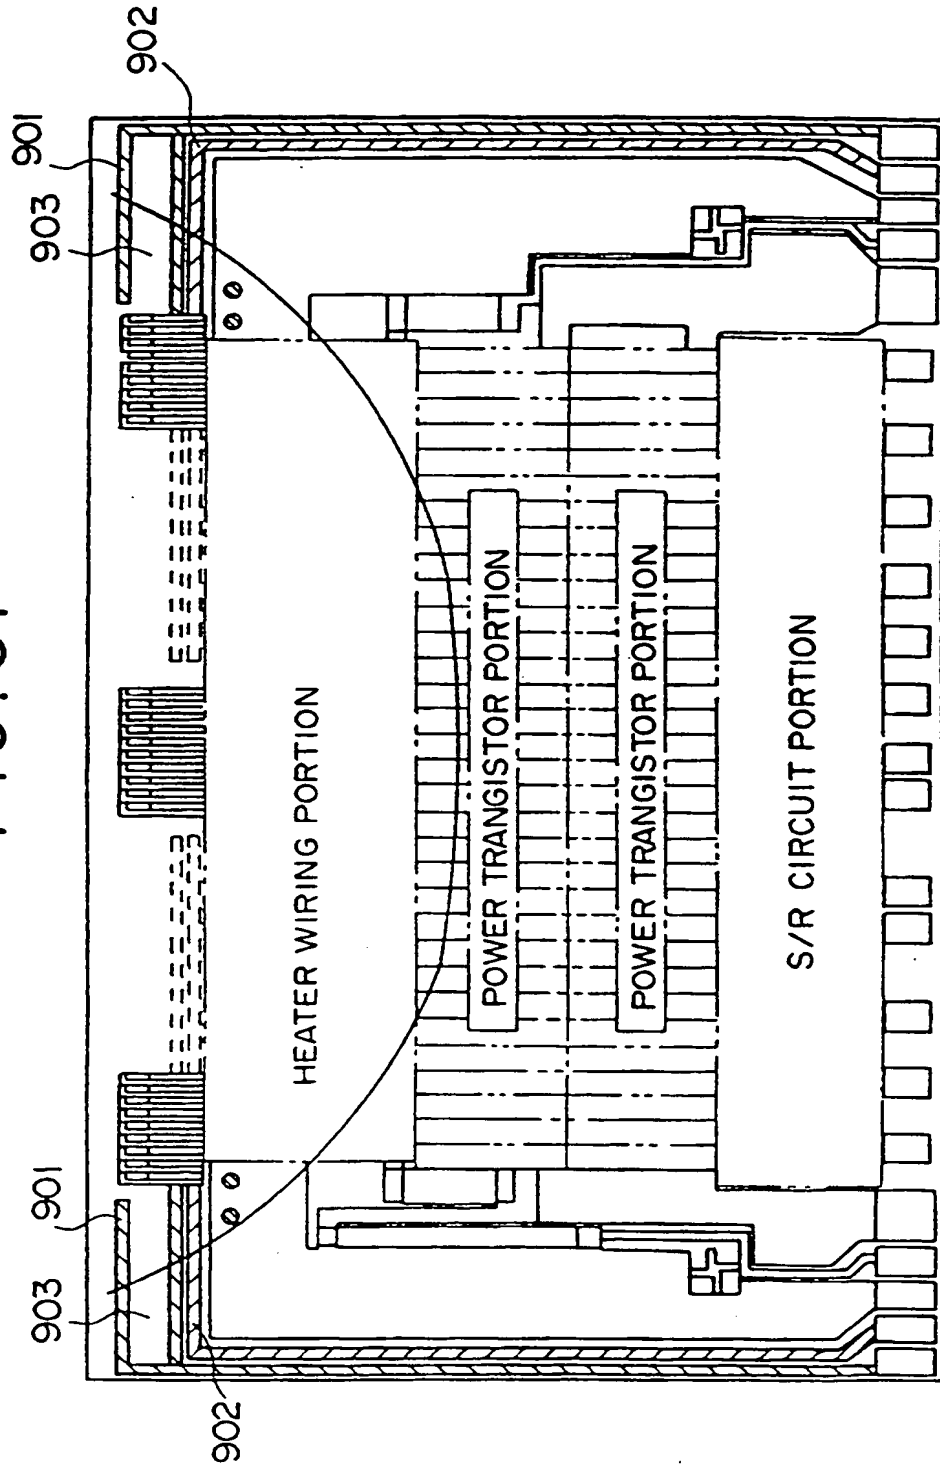 901
903
902
HEATER WIRING PORTION
POWER TRANGISTOR PORTION
POWER TRANGISTOR PORTION
S/R CIRCUIT PORTION
901
903
902